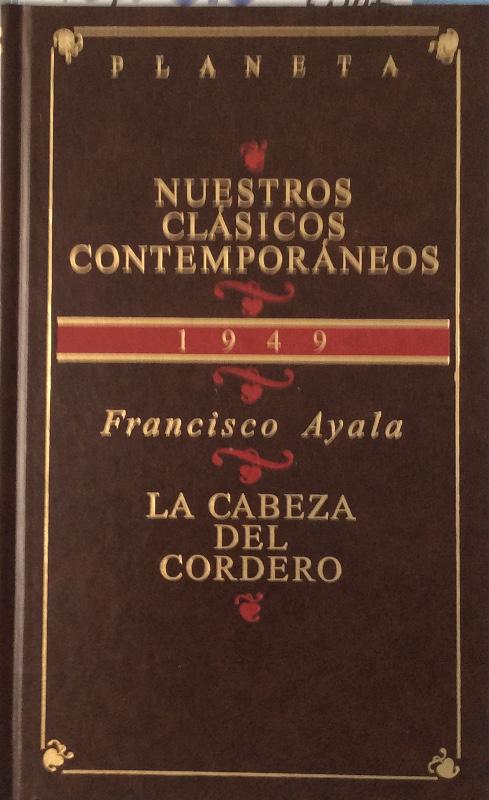 PLANETA
NUESTROS
CLÁSICOS
CONTEMPORÁNEOS
1949
Francisco Ayala
LA CABEZA
DEL
CORDERO